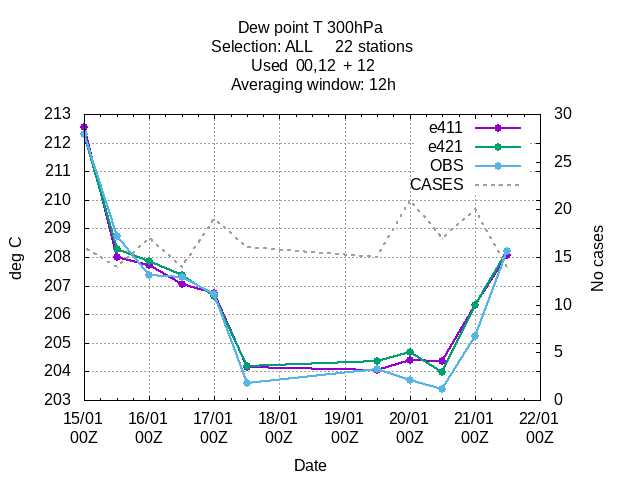 Dew point T 300hPa
Selection: ALL 22 stations
Used 00,12 + 12
Averaging window: 12h
213
212
211
210
209
208
207
206
205
204
203
deg C
30
25
20
15
10
5
0
No cases
e411
e421
OBS
CASES
15/01 16/01 17/01 18/01 19/01 20/01 21/01 22/01
00Z 00Z 00Z 00Z 00Z 00Z 00Z 00Z
Date